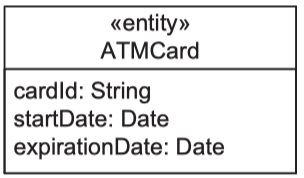 «entity»
ATMCard
cardId: String
startDate: Date
expirationDate: Date